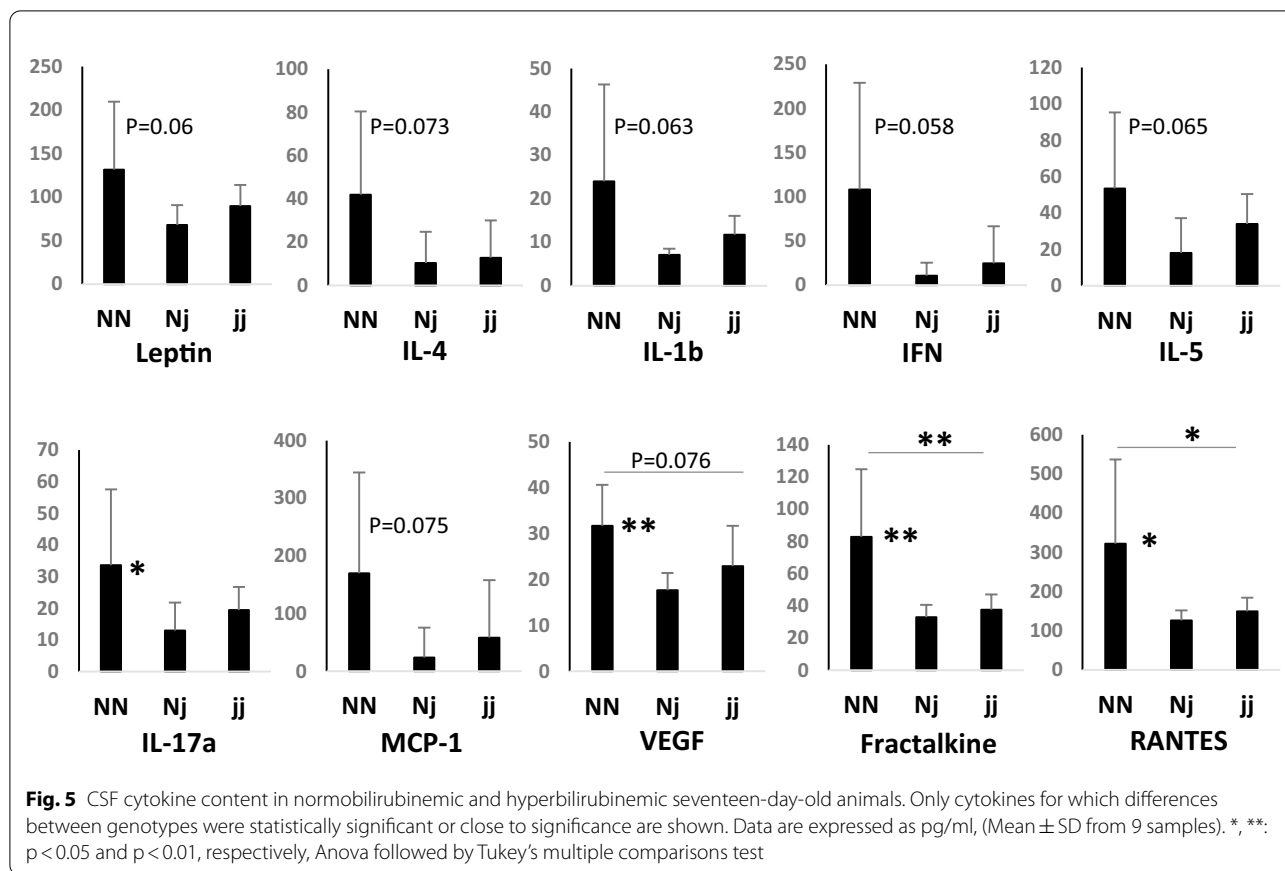 250
200
150
100
50
0
P=0.06
NN Nj jj
Leptin
100
80
60
40
20
0
P=0.073
NN Nj jj
IL-4
50
40
30
20
10
0
P=0.063
NN Nj jj
IL-1b
250
200
150
100
50
0
P=0.058
NN Nj jj
IFN
120
100
80
60
40
20
0
P=0.065
NN Nj jj
IL-5
70
60
50
40
30
20
10
0
*
NN Nj jj
IL-17a
400
300
200
100
0
P=0.075
NN Nj jj
MCP-1
50
40
30
20
10
0
P=0.076
**
NN Nj jj
VEGF
140
120
100
80
60
40
20
0
**
**
NN Nj jj
Fractalkine
600
500
400
300
200
100
0
*
*
NN Nj jj
RANTES
Fig. 5 CSF cytokine content in normobilirubinemic and hyperbilirubinemic seventeen-day-old animals. Only cytokines for which differences
between genotypes were statistically significant or close to significance are shown. Data are expressed as pg/ml, (Mean ± SD from 9 samples). *, **:
p < 0.05 and p < 0.01, respectively, Anova followed by Tukey's multiple comparisons test